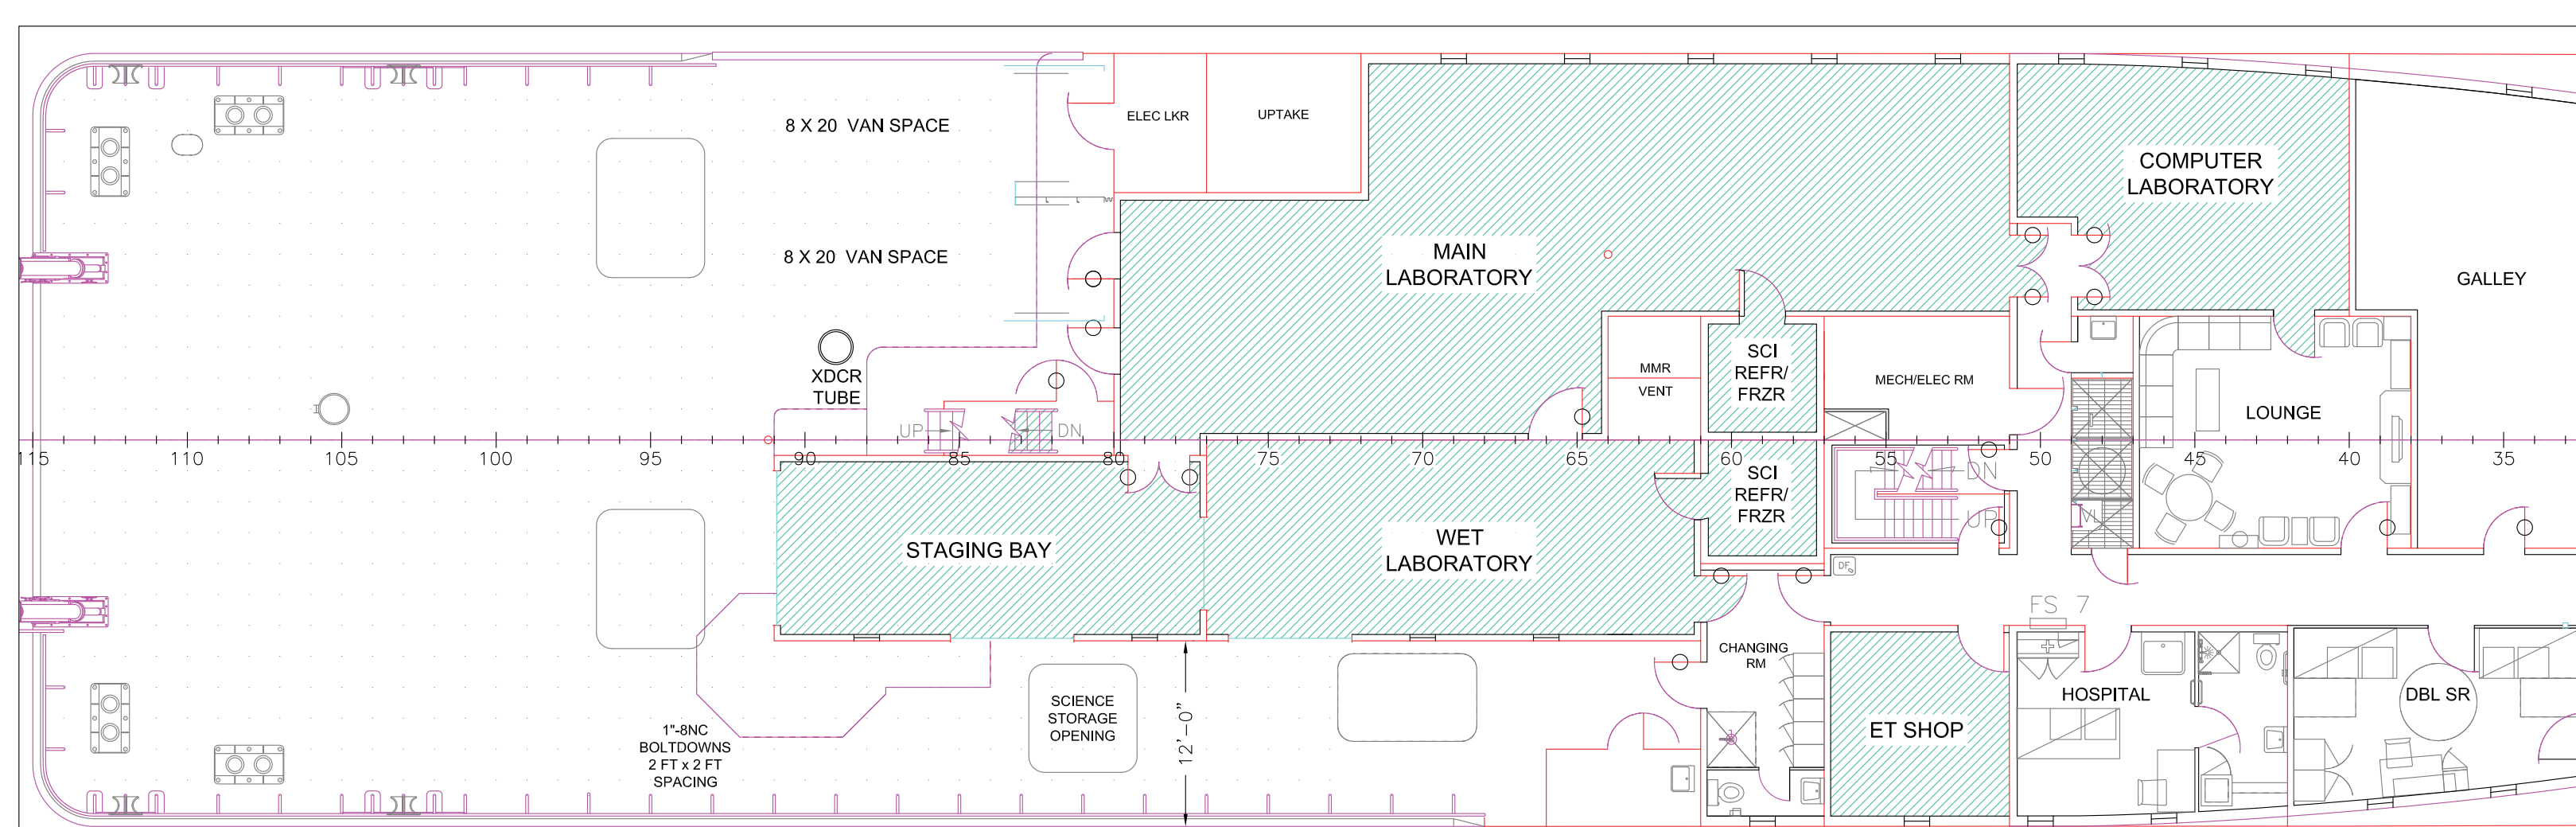 8 X 20 VAN SPACE
ELEC LKR
UPTAKE
COMPUTER
LABORATORY
8 X 20 VAN SPACE
MAIN
LABORATORY
GALLEY
XDCR
TUBE
MMR
VENT
SCI
REFR/
FRZR
MECH/ELEC RM
LOUNGE
UP
DN
115
110
105
100
95
90
85
80
75
70
65
60
55
50
45
40
35
STAGING BAY
WET
LABORATORY
SCI
REFR/
FRZR
DN
UP
VL
DF
FS 7
CHANGING
RM
HOSPITAL
DBL SR
ET SHOP
SCIENCE
STORAGE
OPENING
12'-0"
1"-8NC
BOLTDOWNS
2 FT x 2 FT
SPACING